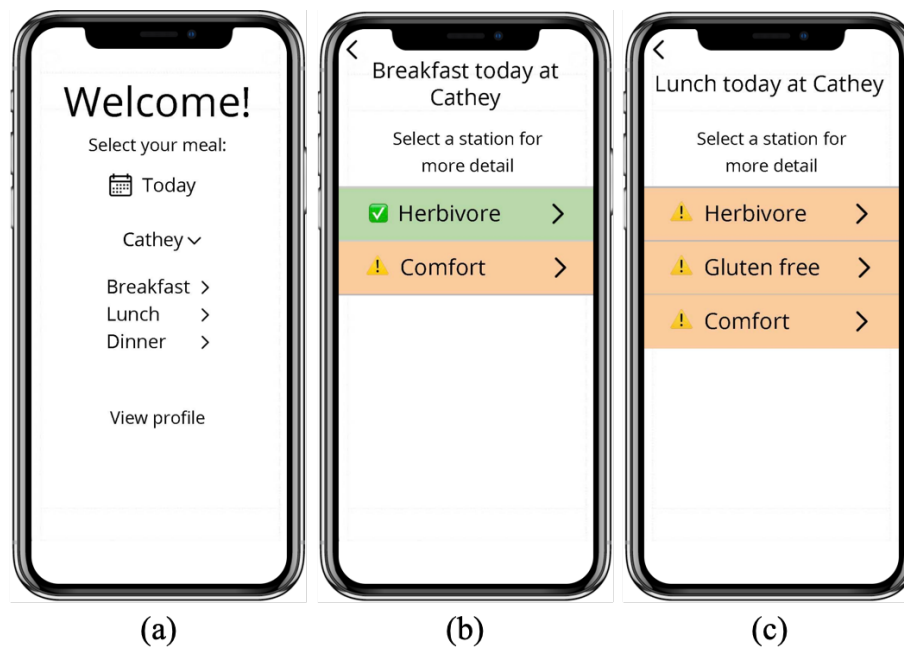 Welcome!
Select your meal:
Today
Cathey
Breakfast
Lunch
Dinner
View profile
(a)
Breakfast today at
Cathey
Select a station for
more detail
Herbivore
Comfort
(b)
Lunch today at Cathey
Select a station for
more detail
Herbivore
Gluten free
Comfort
(c)